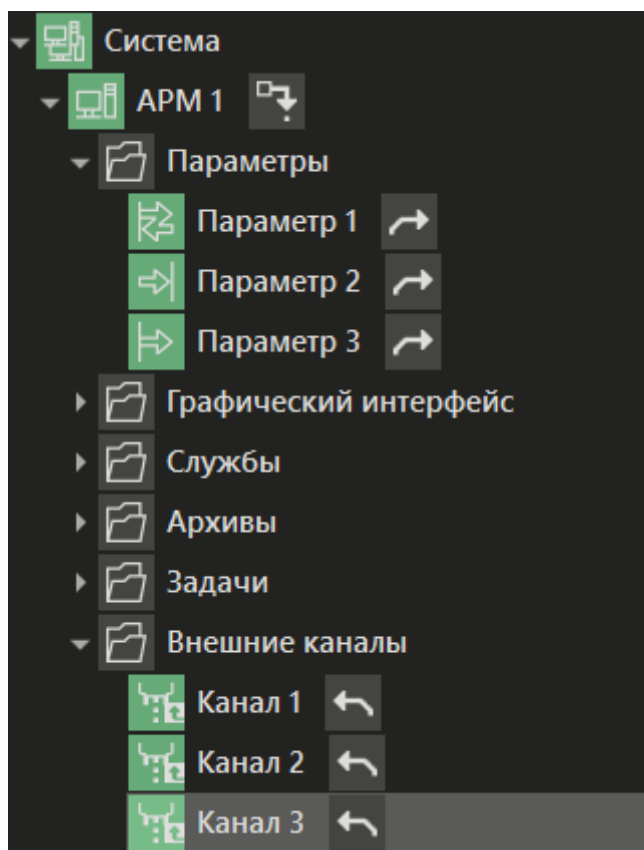 Система
АРМ 1
Параметры
Параметр 1
Параметр 2
Параметр 3
Графический интерфейс
Службы
Архивы
Задачи
Внешние каналы
Канал 1
Канал 2
Канал 3